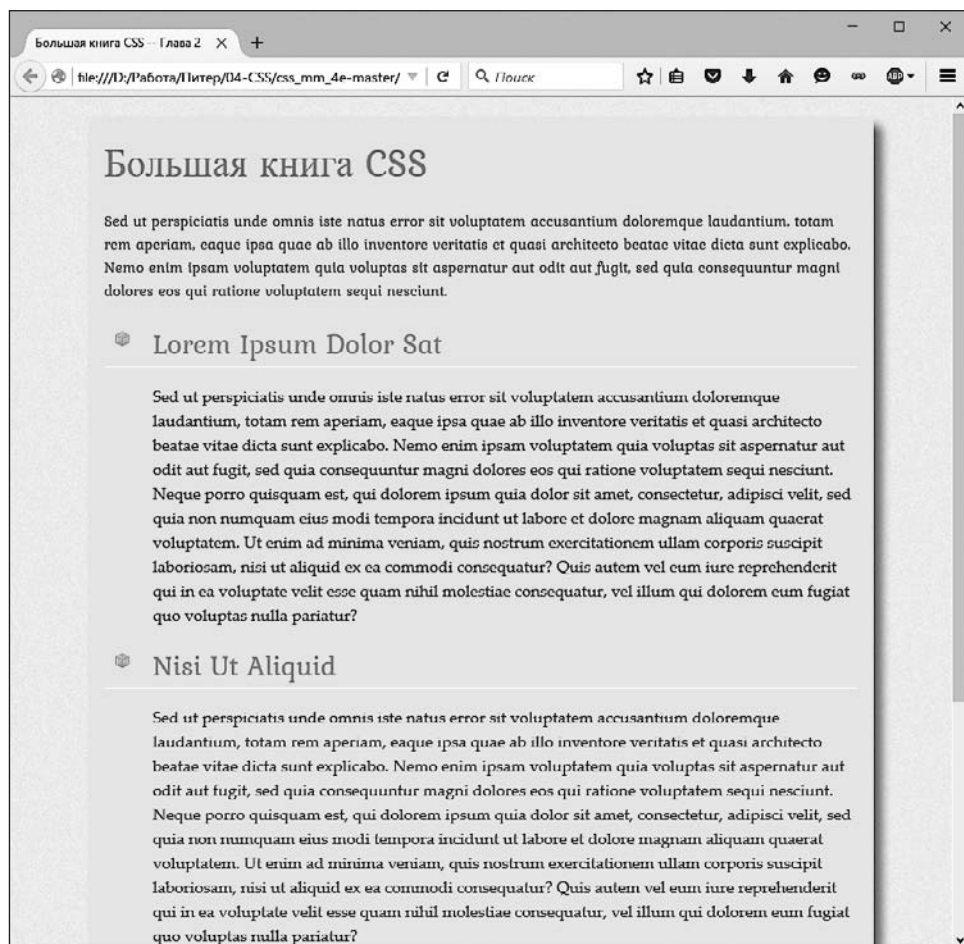 Большая книга CSS -- Глава 2
file:///D:/Работа/Питер/04-CSS/css_mm_4e-master/
Поиск
ABP
Большая книга CSS
Sed ut perspiciatis unde omnis iste natus error sit voluptatem accusantium doloremque laudantium, totam
rem aperiam, eaque ipsa quae ab illo inventore veritatis et quasi architecto beatae vitae dicta sunt explicabo.
Nemo enim ipsam voluptatem quia voluptas sit aspernatur aut odit aut fugit, sed quia consequuntur magni
dolores eos qui ratione voluptatem sequi nesciunt.
Lorem Ipsum Dolor Sat
Sed ut perspiciatis unde omnis iste natus error sit voluptatem accusantium doloremque
laudantium, totam rem aperiam, eaque ipsa quae ab illo inventore veritatis et quasi architecto
beatae vitae dicta sunt explicabo. Nemo enim ipsam voluptatem quia voluptas sit aspernatur aut
odit aut fugit, sed quia consequuntur magni dolores eos qui ratione voluptatem sequi nesciunt.
Neque porro quisquam est, qui dolorem ipsum quia dolor sit amet, consectetur, adipisci velit, sed
quia non numquam eius modi tempora incidunt ut labore et dolore magnam aliquam quaerat
voluptatem. Ut enim ad minima veniam, quis nostrum exercitationem ullam corporis suscipit
laboriosam, nisi ut aliquid ex ea commodi consequatur? Quis autem vel eum iure reprehenderit
qui in ea voluptate velit esse quam nihil molestiae consequatur, vel illum qui dolorem eum fugiat
quo voluptas nulla pariatur?
Nisi Ut Aliquid
Sed ut perspiciatis unde omnis iste natus error sit voluptatem accusantium doloremque
laudantium, totam rem aperiam, eaque ipsa quae ab illo inventore veritatis et quasi architecto
beatae vitae dicta sunt explicabo. Nemo enim ipsam voluptatem quia voluptas sit aspernatur aut
odit aut fugit, sed quia consequuntur magni dolores eos qui ratione voluptatem sequi nesciunt.
Neque porro quisquam est, qui dolorem ipsum quia dolor sit amet, consectetur, adipisci velit, sed
quia non numquam eius modi tempora incidunt ut labore et dolore magnam aliquam quaerat
voluptatem. Ut enim ad minima veniam, quis nostrum exercitationem ullam corporis suscipit
laboriosam, nisi ut aliquid ex ea commodi consequatur? Quis autem vel eum iure reprehenderit
qui in ea voluptate velit esse quam nihil molestiae consequatur, vel illum qui dolorem eum fugiat
quo voluptas nulla pariatur?